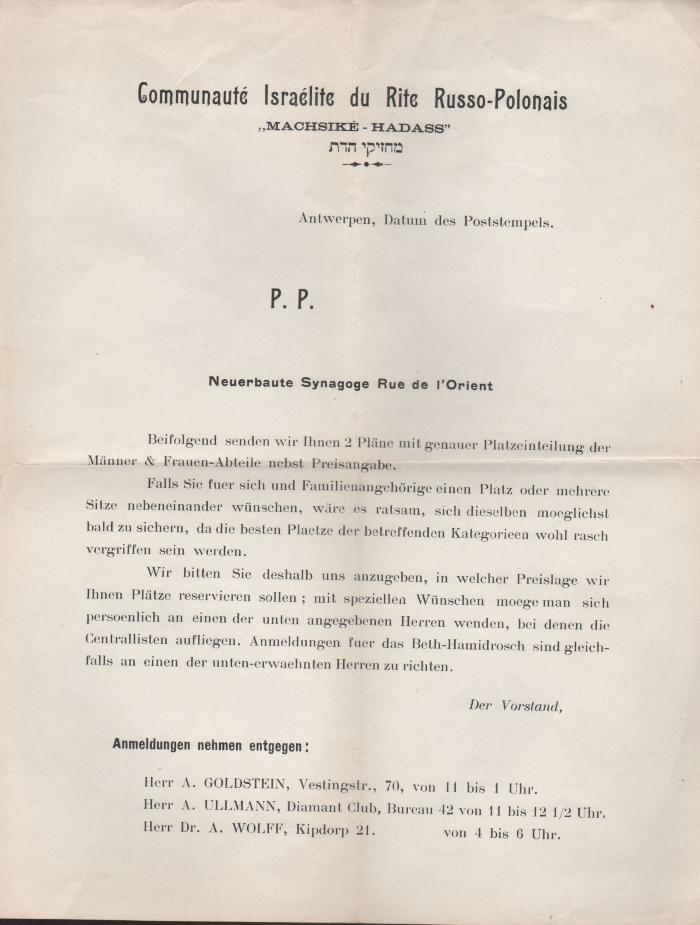 Communauté Israélite du Rite Russo-Polonais
„MACHSIKÉ - HADASS”
מחזיקי הדת
Antwerpen, Datum des Poststempels.
P. P.
Neuerbaute Synagoge Rue de l'Orient
Beifolgend senden wir Ihnen 2 Pläne mit genauer Platzeinteilung der
Männer & Frauen-Abteile nebst Preisangabe.
Falls Sie fuer sich und Familienangehörige einen Platz oder mehrere
Sitze nebeneinander wünschen, wäre es ratsam, sich dieselben moeglichst
bald zu sichern, da die besten Plaetze der betreffenden Kategorieen wohl rasch
vergriffen sein werden.
Wir bitten Sie deshalb uns anzugeben, in welcher Preislage wir
Ihnen Plätze reservieren sollen ; mit speziellen Wünschen moege man sich
persoenlich an einen der unten angegebenen Herren wenden, bei denen die
Centrallisten aufliegen. Anmeldungen fuer das Beth-Hamidrosch sind gleich-
falls an einen der unten-erwaehnten Herren zu richten.
Der Vorstand,
Anmeldungen nehmen entgegen :
Herr A. GOLDSTEIN, Vestingstr., 70, von 11 bis 1 Uhr.
Herr A. ULLMANN, Diamant Club, Bureau 42 von 11 bis 12 1/2 Uhr.
Herr Dr. A. WOLFF, Kipdorp 21. von 4 bis 6 Uhr.